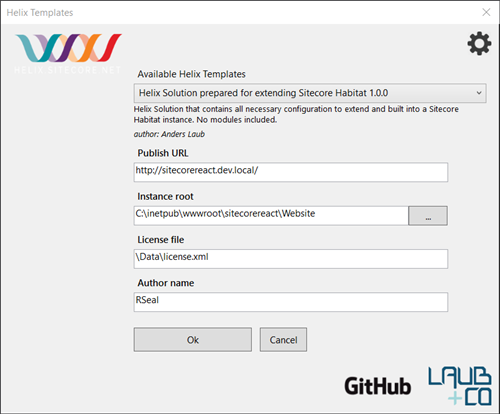 Helix Templates
HELIX.SITECORE.NET
Available Helix Templates
Helix Solution prepared for extending Sitecore Habitat 1.0.0
Helix Solution that contains all necessary configuration to extend and built into a Sitecore
Habitat instance. No modules included.
author: Anders Laub
Publish URL
http://sitecorereact.dev.local/
Instance root
C:\inetpub\wwwroot\sitecorereact\Website
...
License file
\Data\license.xml
Author name
RSeal
Ok
Cancel
GitHub
LAUB
+CO